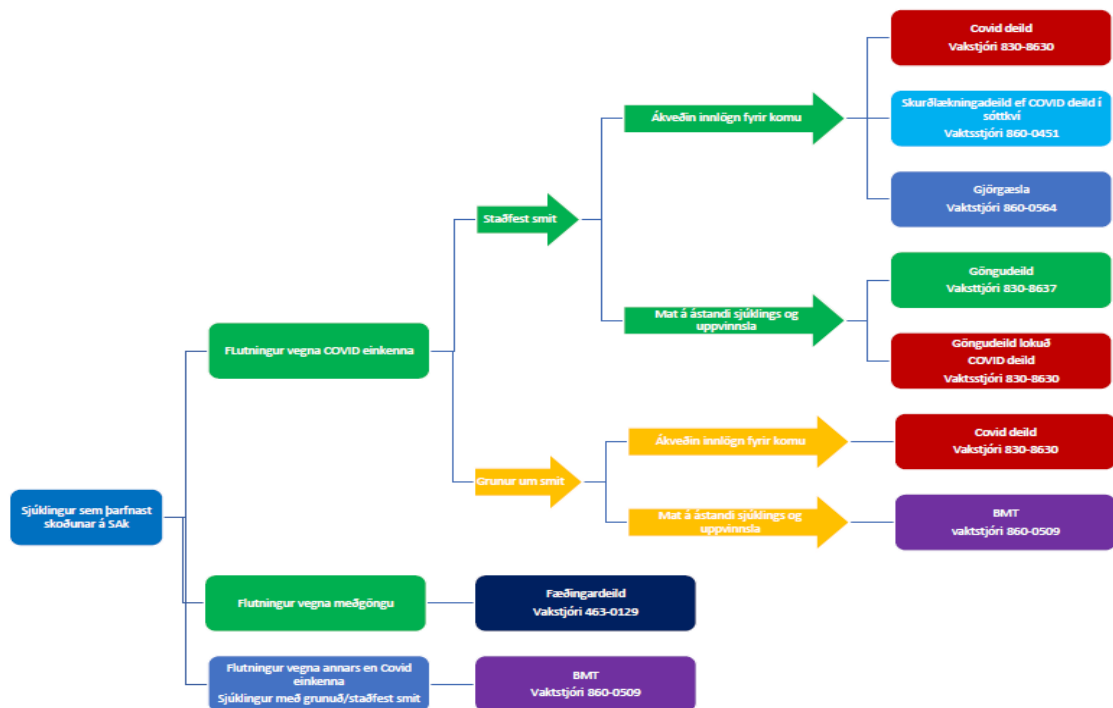 Covid deild
Vakstjóri 830-8630
Skurðlækningadeild ef COVID deild í
sóttkví
Vaktsstjóri 860-0451
Ákveðin innlögn fyrir komu
Gjörgæsla
Vaktstjóri 860-0564
Staðfest smit
Göngudeild
Vaksttjóri 830-8637
Mat á ástandi sjúklings og
uppvinnsla
Göngudeild lokuð
COVID deild
Vaktsstjóri 830-8630
FLutningur vegna COVID einkenna
Covid deild
Vakstjóri 830-8630
Ákveðin innlögn fyrir komu
Grunur um smit
Mat á ástandi sjúklings og
uppvinnsla
BMT
vaktstjóri 860-0509
Sjúklingur sem þarfnast
skoðunar á SAk
Flutningur vegna meðgöngu
Fæðingardeild
Vakstjóri 463-0129
Flutningur vegna annars en Covid
einkenna
Sjúklingur með grunuð/staðfest smit
BMT
Vaktstjóri 860-0509